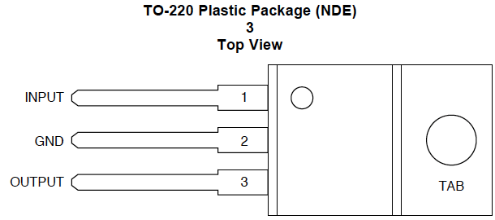 TO-220 Plastic Package (NDE)
3
Top View
INPUT 1
GND 2
OUTPUT 3
TAB